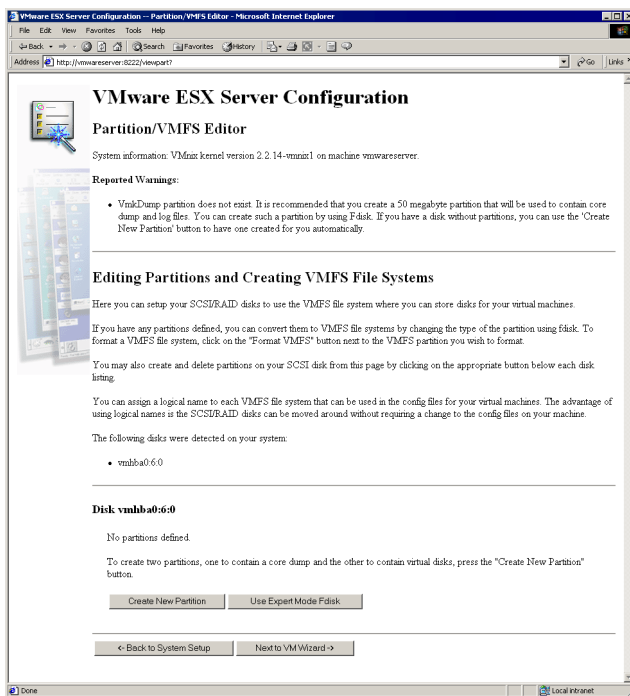 VMware ESX Server Configuration -- Partition/VMFS Editor - Microsoft Internet Explorer
File Edit View Favorites Tools Help
Back Search Favorites History
Address http://vmwareserver:8222/viewpart? Go Links
VMware ESX Server Configuration
Partition/VMFS Editor
System information: VMnix kernel version 2.2.14-vmnix1 on machine vmwareserver.
Reported Warnings:
• VmkDump partition does not exist. It is recommended that you create a 50 megabyte partition that will be used to contain core
dump and log files. You can create such a partition by using Fdisk. If you have a disk without partitions, you can use the 'Create
New Partition' button to have one created for you automatically.
Editing Partitions and Creating VMFS File Systems
Here you can setup your SCSI/RAID disks to use the VMFS file system where you can store disks for your virtual machines.
If you have any partitions defined, you can convert them to VMFS file systems by changing the type of the partition using fdisk. To
format a VMFS file system, click on the "Format VMFS" button next to the VMFS partition you wish to format.
You may also create and delete partitions on your SCSI disk from this page by clicking on the appropriate button below each disk
listing.
You can assign a logical name to each VMFS file system that can be used in the config files for your virtual machines. The advantage of
using logical names is the SCSI/RAID disks can be moved around without requiring a change to the config files on your machine.
The following disks were detected on your system:
• vmhba0:6:0
Disk vmhba0:6:0
No partitions defined.
To create two partitions, one to contain a core dump and the other to contain virtual disks, press the "Create New Partition"
button.
Create New Partition Use Expert Mode Fdisk
<- Back to System Setup Next to VM Wizard ->
Done Local intranet